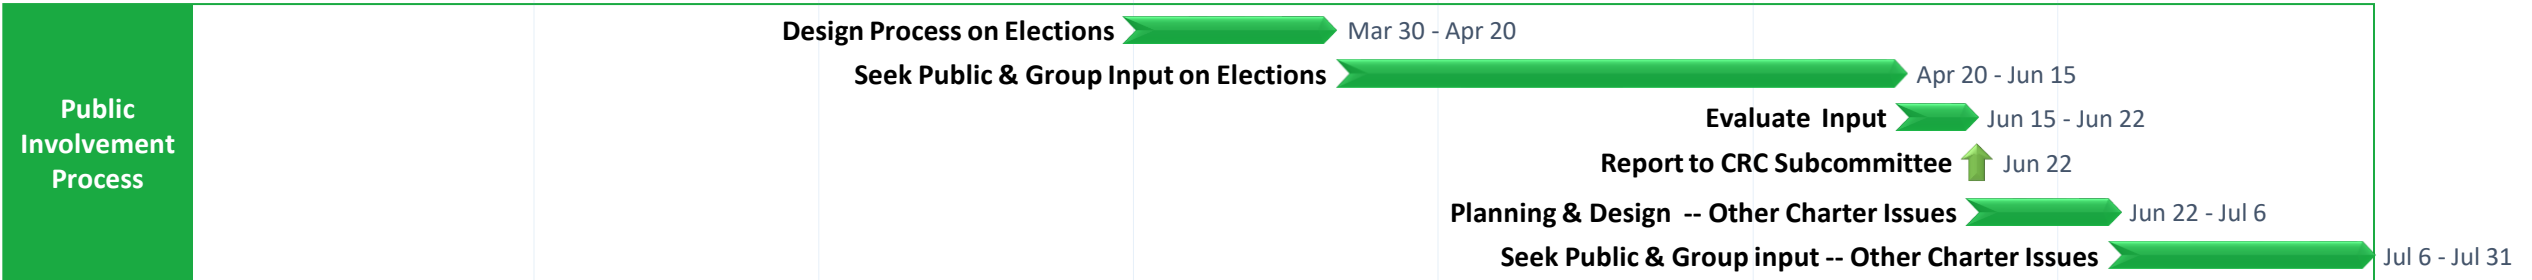 Public
Involvement
Process
Design Process on Elections Mar 30 - Apr 20
Seek Public & Group Input on Elections Apr 20 - Jun 15
Evaluate Input Jun 15 - Jun 22
Report to CRC Subcommittee Jun 22
Planning & Design -- Other Charter Issues Jun 22 - Jul 6
Seek Public & Group input -- Other Charter Issues Jul 6 - Jul 31